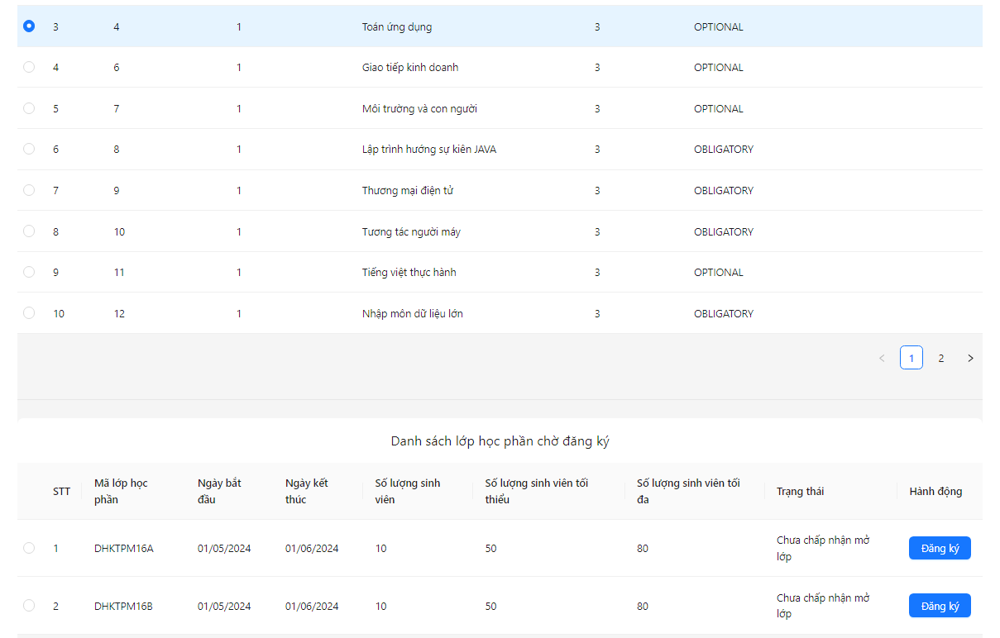 3 4 1 Toán ứng dụng 3 OPTIONAL
4 6 1 Giao tiếp kinh doanh 3 OPTIONAL
5 7 1 Môi trường và con người 3 OPTIONAL
6 8 1 Lập trình hướng sự kiên JAVA 3 OBLIGATORY
7 9 1 Thương mại điện tử 3 OBLIGATORY
8 10 1 Tương tác người máy 3 OBLIGATORY
9 11 1 Tiếng việt thực hành 3 OPTIONAL
10 12 1 Nhập môn dữ liệu lớn 3 OBLIGATORY
< 1 2 >
Danh sách lớp học phần chờ đăng ký
STT Mã lớp học phần Ngày bắt đầu Ngày kết thúc Số lượng sinh viên Số lượng sinh viên tối thiểu Số lượng sinh viên tối đa Trạng thái Hành động
1 DHKTPM16A 01/05/2024 01/06/2024 10 50 80 Chưa chấp nhận mở lớp Đăng ký
2 DHKTPM16B 01/05/2024 01/06/2024 10 50 80 Chưa chấp nhận mở lớp Đăng ký